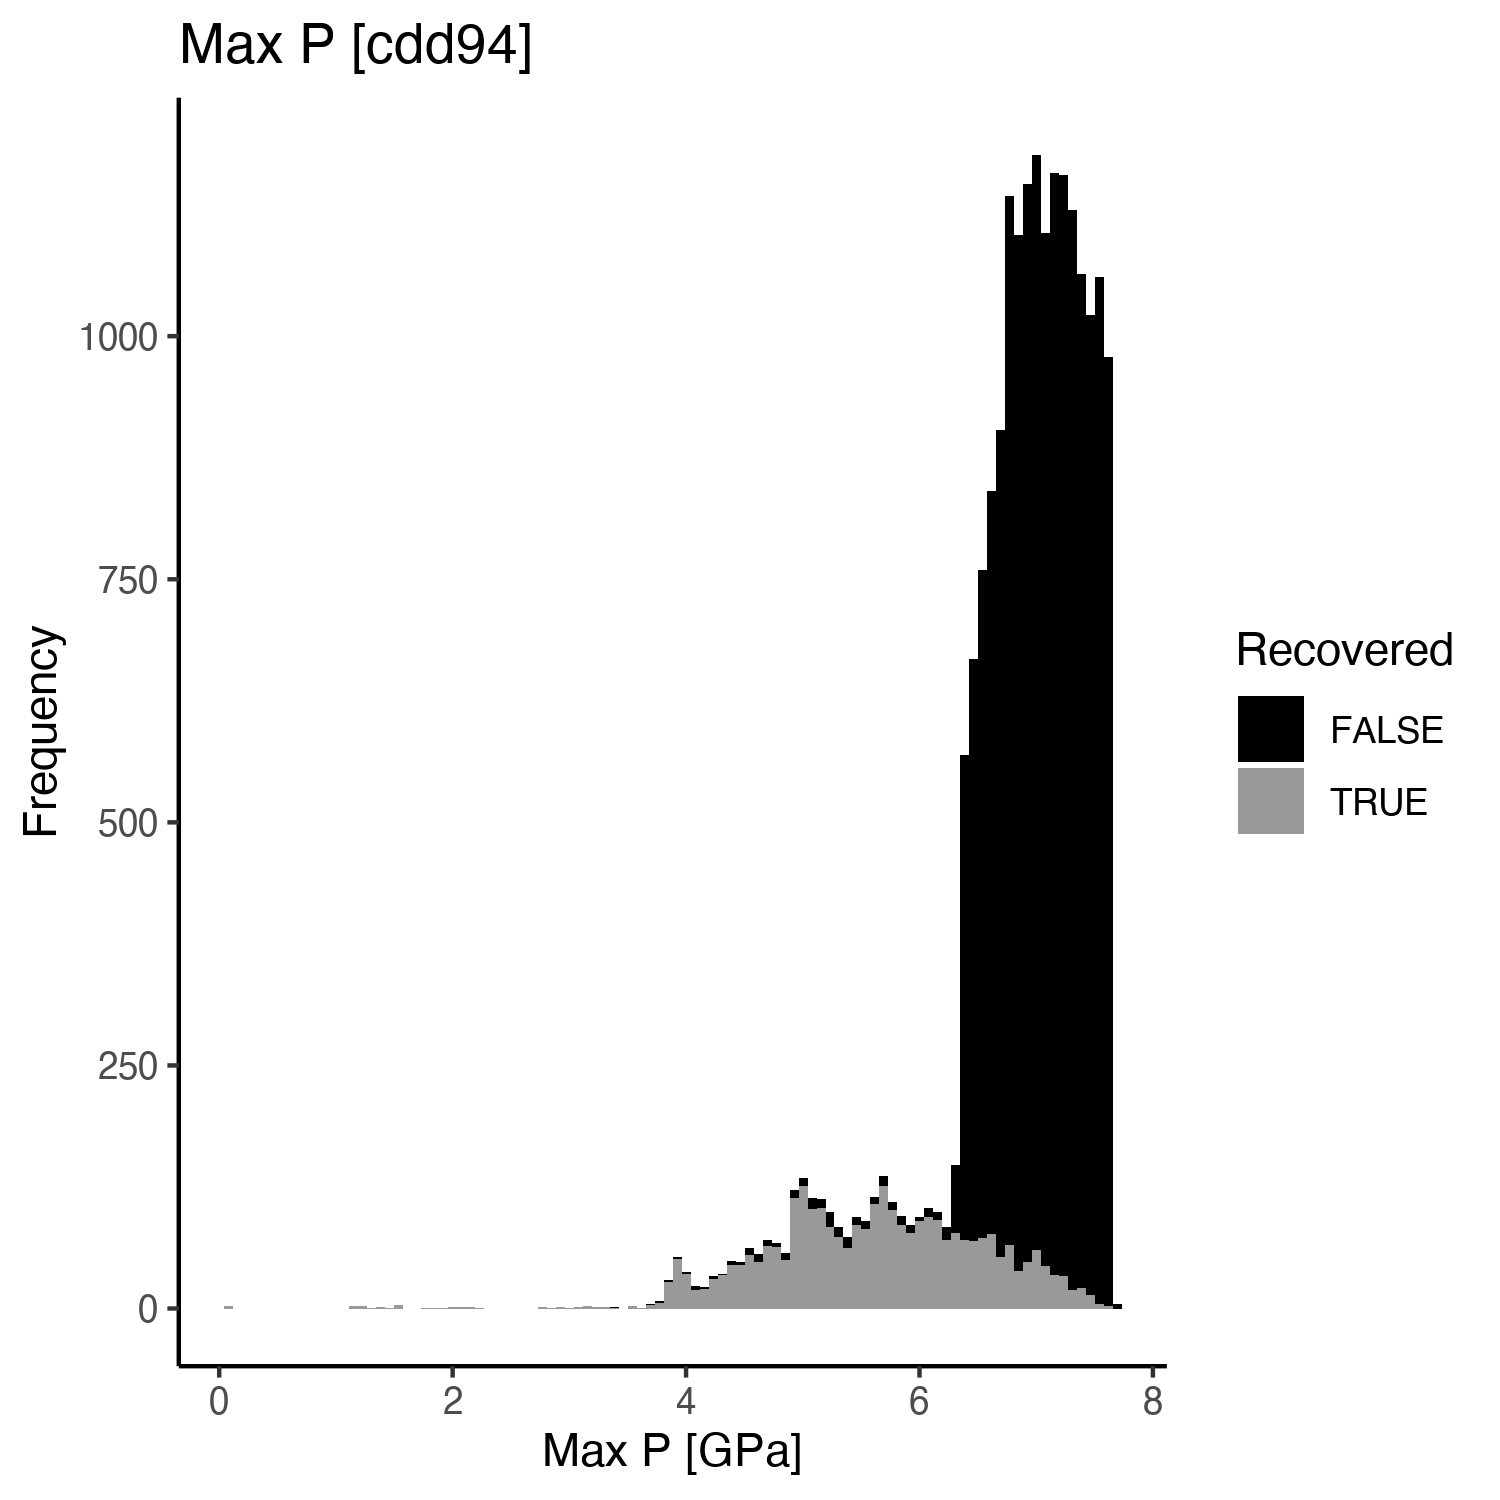 Max P [cdd94]
Frequency
1000
750
500
250
0
0 2 4 6 8
Max P [GPa]
Recovered
FALSE
TRUE